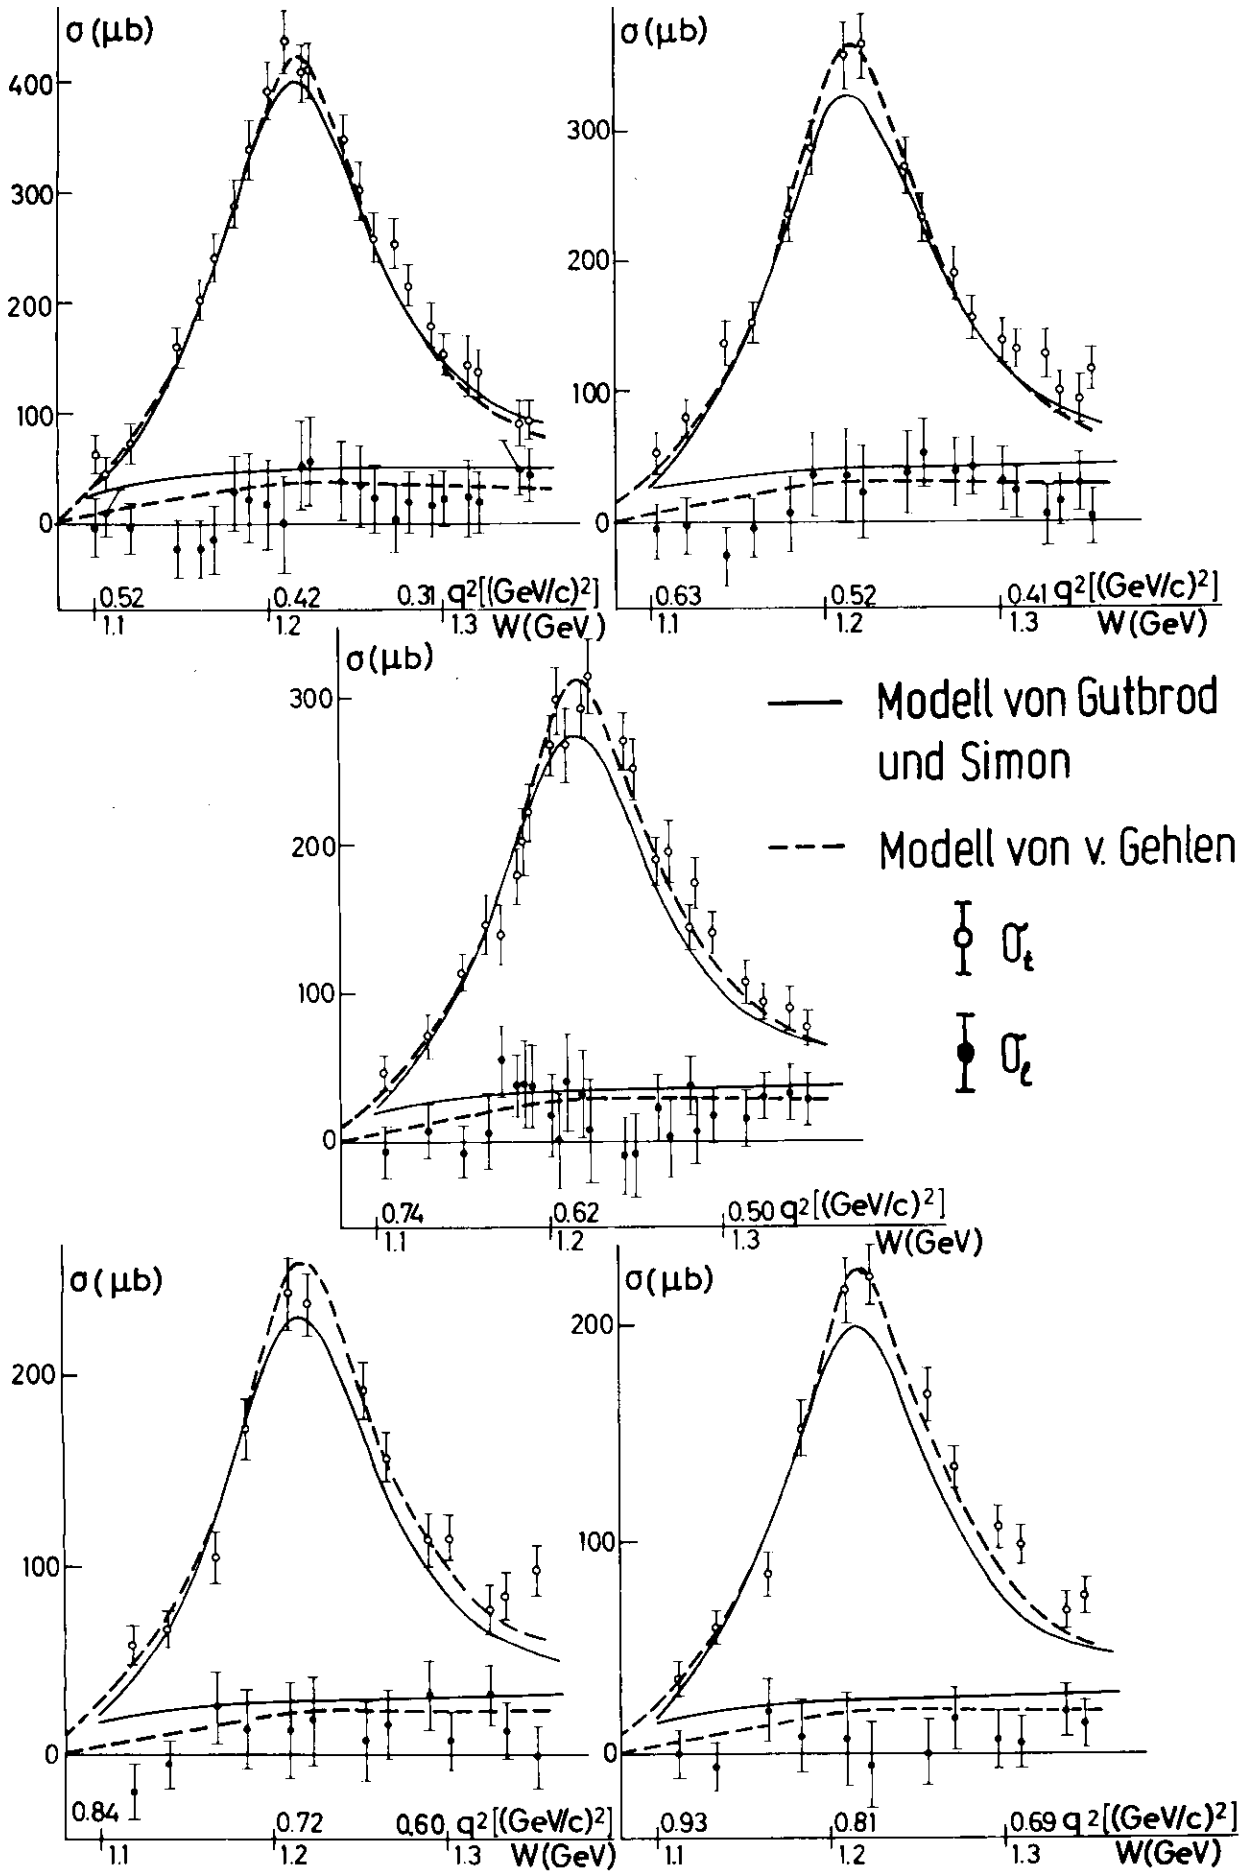 σ(μb)
400
300
200
100
0
0.52 0.42 0.31 q²[(GeV/c)²]
1.1 1.2 1.3 W(GeV)
σ(μb)
300
200
100
0
0.63 0.52 0.41 q²[(GeV/c)²]
1.1 1.2 1.3 W(GeV)
σ(μb)
300
200
100
0
0.74 0.62 0.50 q²[(GeV/c)²]
1.1 1.2 1.3 W(GeV)
Modell von Gutbrod
und Simon
Modell von v. Gehlen
σt
σℓ
σ(μb)
200
100
0
0.84 0.72 0.60 q²[(GeV/c)²]
1.1 1.2 1.3 W(GeV)
σ(μb)
200
100
0
0.93 0.81 0.69 q²[(GeV/c)²]
1.1 1.2 1.3 W(GeV)